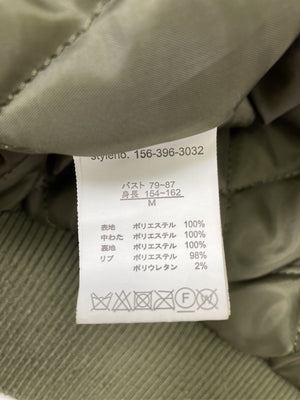 styleno. 156-396-3032
バスト 79~87
身長 154~162
M
表地 ポリエステル 100%
中わた ポリエステル 100%
裏地 ポリエステル 100%
リブ ポリエステル 98%
ポリウレタン 2%
F W